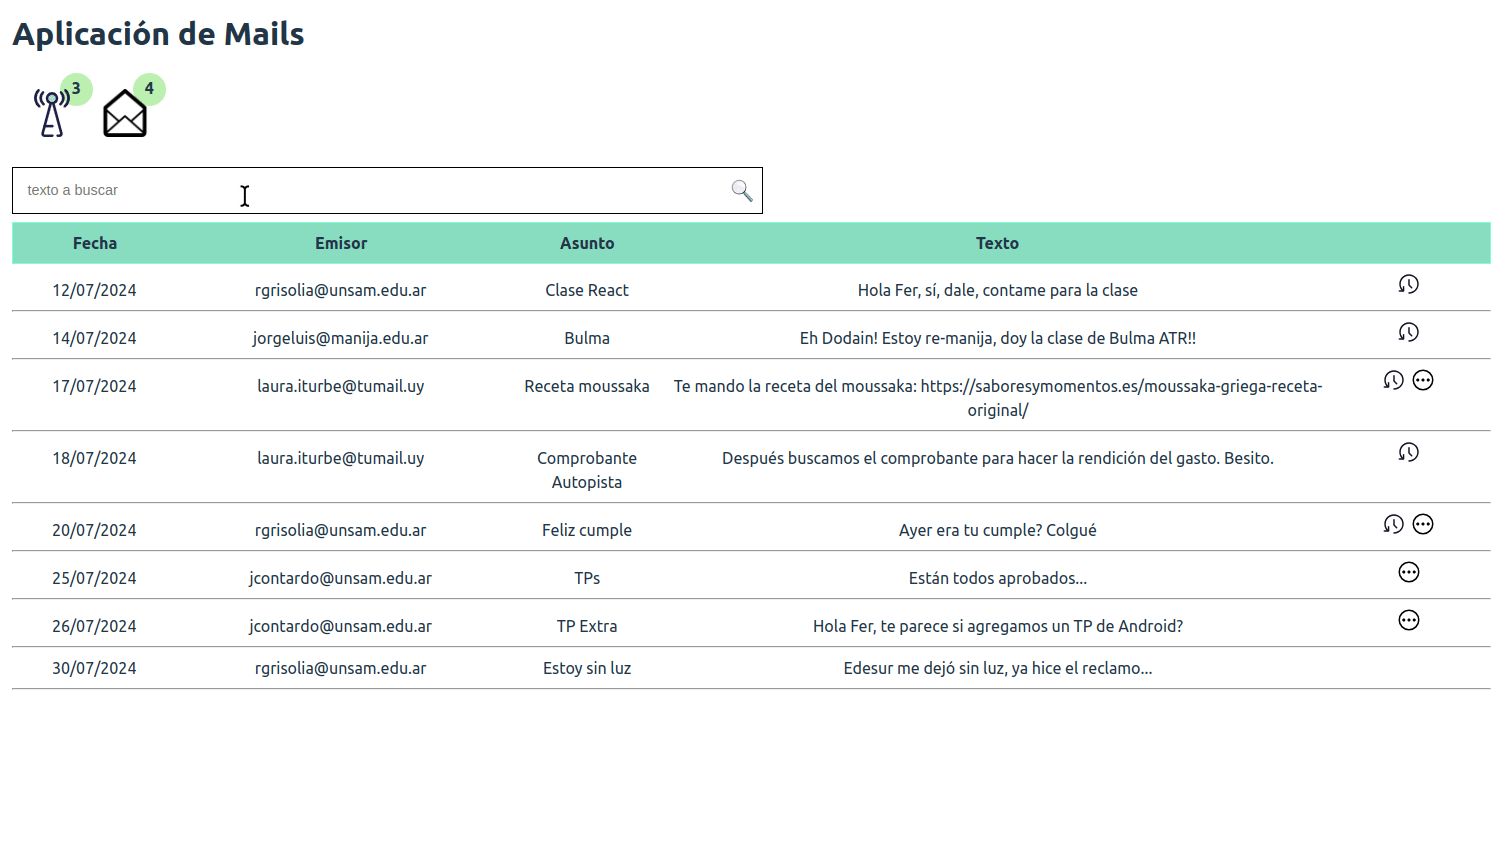 Aplicación de Mails
3 4
texto a buscar
Fecha Emisor Asunto Texto
12/07/2024 rgrisolia@unsam.edu.ar Clase React Hola Fer, sí, dale, contame para la clase
14/07/2024 jorgeluis@manija.edu.ar Bulma Eh Dodain! Estoy re-manija, doy la clase de Bulma ATR!!
17/07/2024 laura.iturbe@tumail.uy Receta moussaka Te mando la receta del moussaka: https://saboresymomentos.es/moussaka-griega-receta-
original/
18/07/2024 laura.iturbe@tumail.uy Comprobante Después buscamos el comprobante para hacer la rendición del gasto. Besito.
Autopista
20/07/2024 rgrisolia@unsam.edu.ar Feliz cumple Ayer era tu cumple? Colgué
25/07/2024 jcontardo@unsam.edu.ar TPs Están todos aprobados...
26/07/2024 jcontardo@unsam.edu.ar TP Extra Hola Fer, te parece si agregamos un TP de Android?
30/07/2024 rgrisolia@unsam.edu.ar Estoy sin luz Edesur me dejó sin luz, ya hice el reclamo...